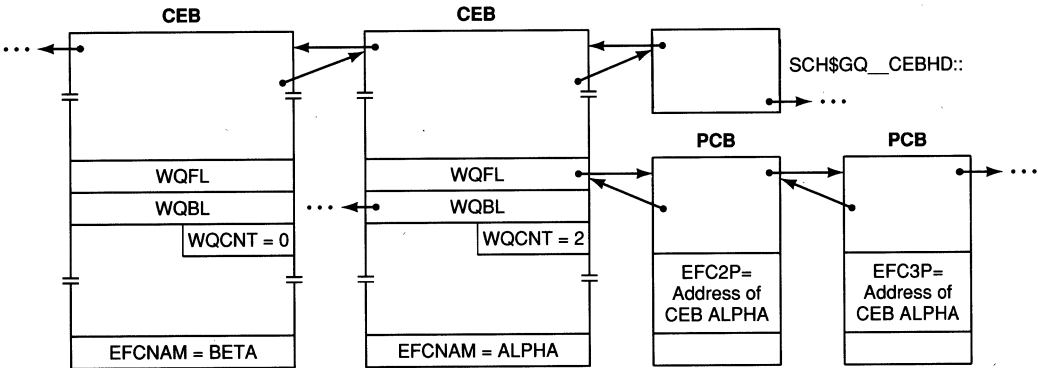 CEB
CEB
SCH$GQ__CEBHD::
PCB
PCB
WQFL
WQBL
WQCNT = 0
EFCNAM = BETA
WQFL
WQBL
WQCNT = 2
EFCNAM = ALPHA
EFC2P=
Address of
CEB ALPHA
EFC3P=
Address of
CEB ALPHA